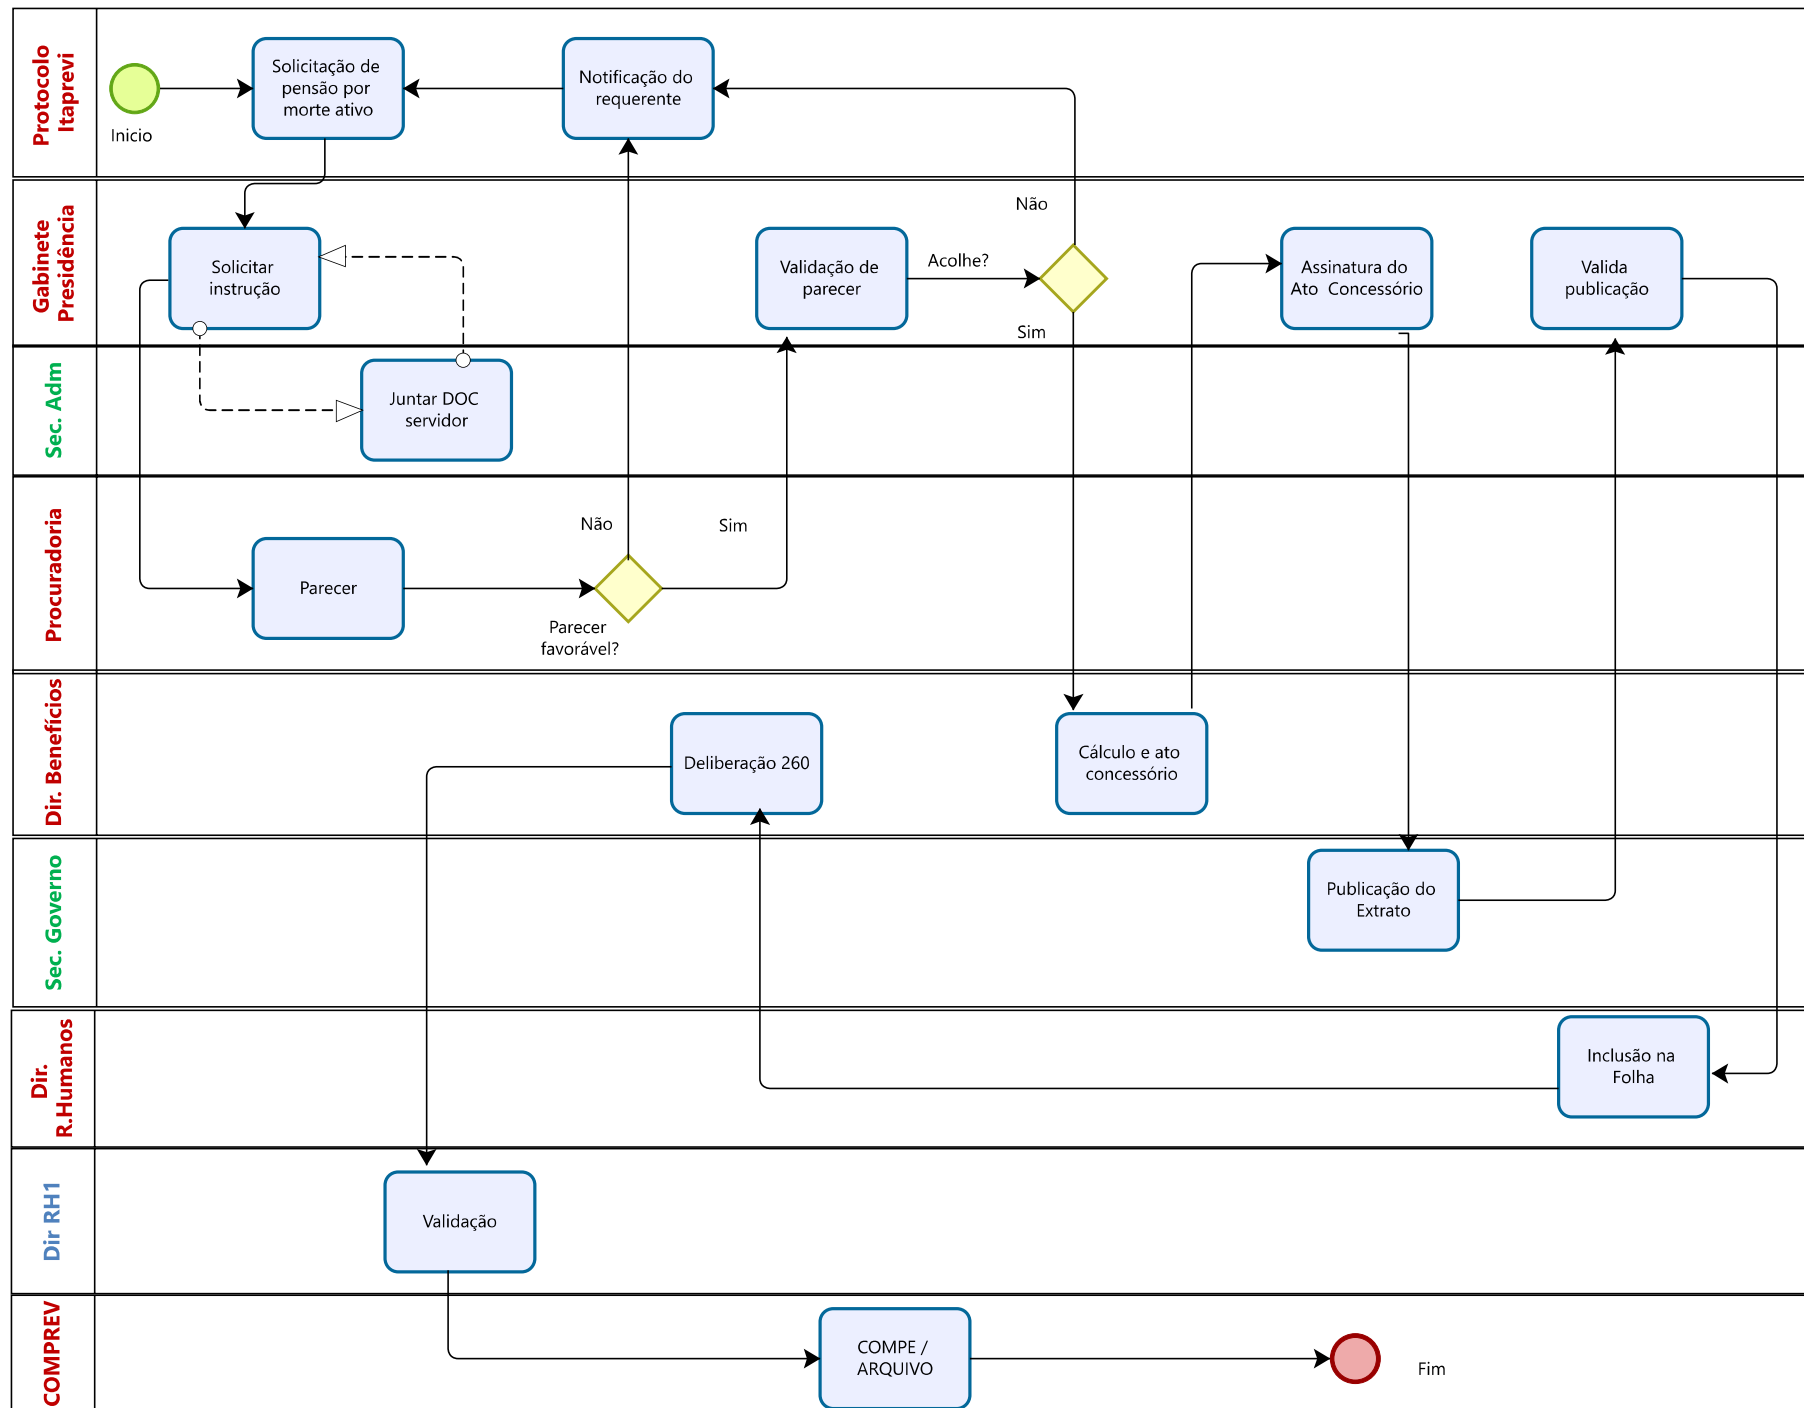 Protocolo
Itaprevi
Inicio
Solicitação de
pensão por
morte ativo
Notificação do
requerente
Gabinete
Presidência
Solicitar
instrução
Validação de
parecer
Acolhe?
Não
Sim
Assinatura do
Ato  Concessório
Valida
publicação
Sec. Adm
Juntar DOC
servidor
Procuradoria
Parecer
Não
Sim
Parecer
favorável?
Dir. Benefícios
Deliberação 260
Cálculo e ato
concessório
Sec. Governo
Publicação do
Extrato
Dir.
R.Humanos
Inclusão na
Folha
Dir RH1
Validação
COMPREV
COMPE /
ARQUIVO
Fim